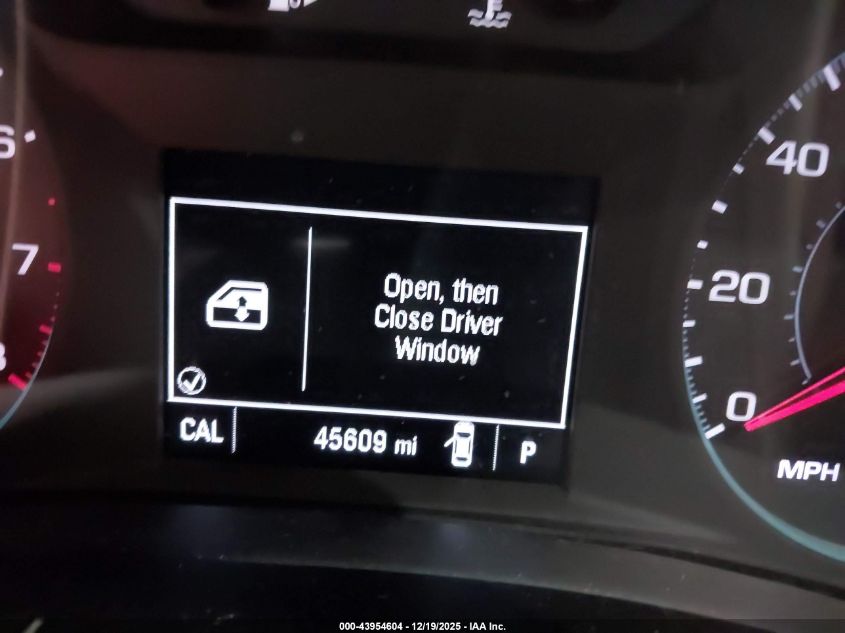 6
7
40
20
0
MPH
Open, then
Close Driver
Window
CAL
45609 mi
P
000-43954604 - 12/19/2025 - IAA Inc.